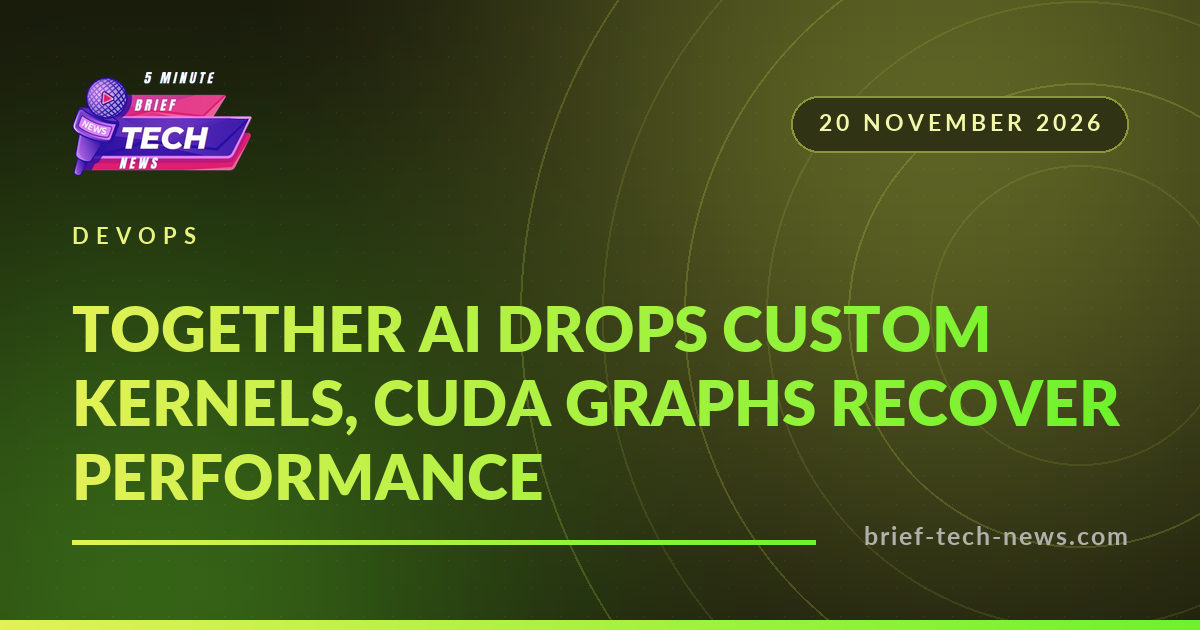 5 MINUTE
BRIEF
NEWS
TECH
NEWS
20 NOVEMBER 2026
DEVOPS
TOGETHER AI DROPS CUSTOM
KERNELS, CUDA GRAPHS RECOVER
PERFORMANCE
brief-tech-news.com